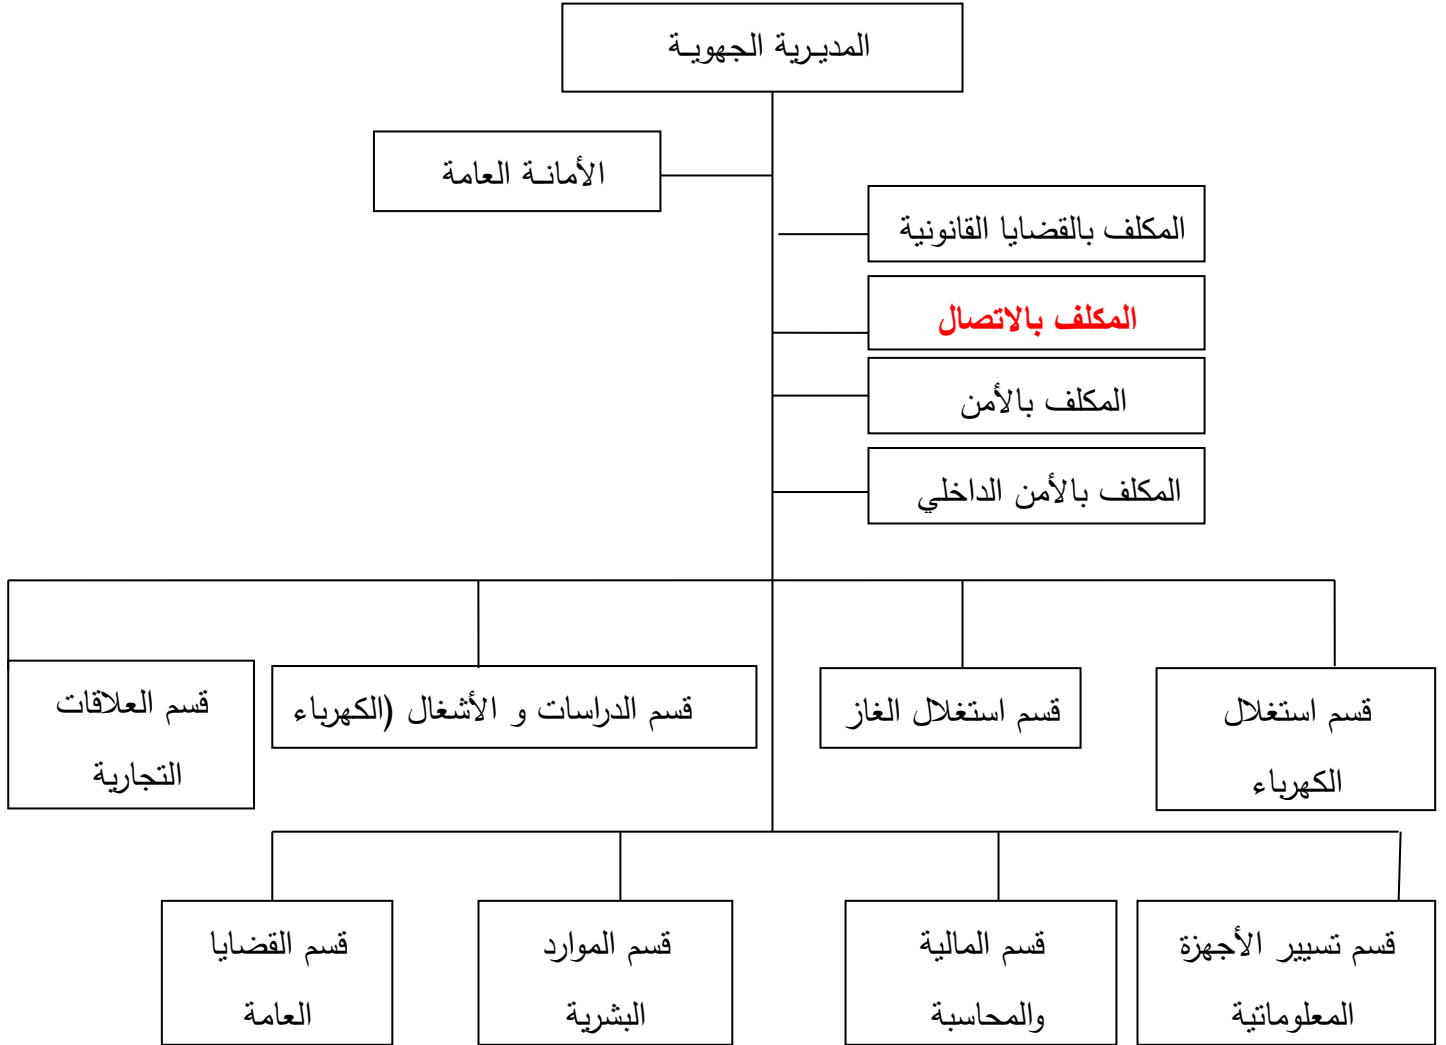 المديرية الجهوية
الأمانة العامة
المكلف بالقضايا القانونية
المكلف بالاتصال
المكلف بالأمن
المكلف بالأمن الداخلي
قسم استغلال
الكهرباء
قسم استغلال الغاز
قسم الدراسات و الأشغال (الكهرباء
قسم العلاقات
التجارية
قسم تسيير الأجهزة
المعلوماتية
قسم المالية
والمحاسبة
قسم الموارد
البشرية
قسم القضايا
العامة